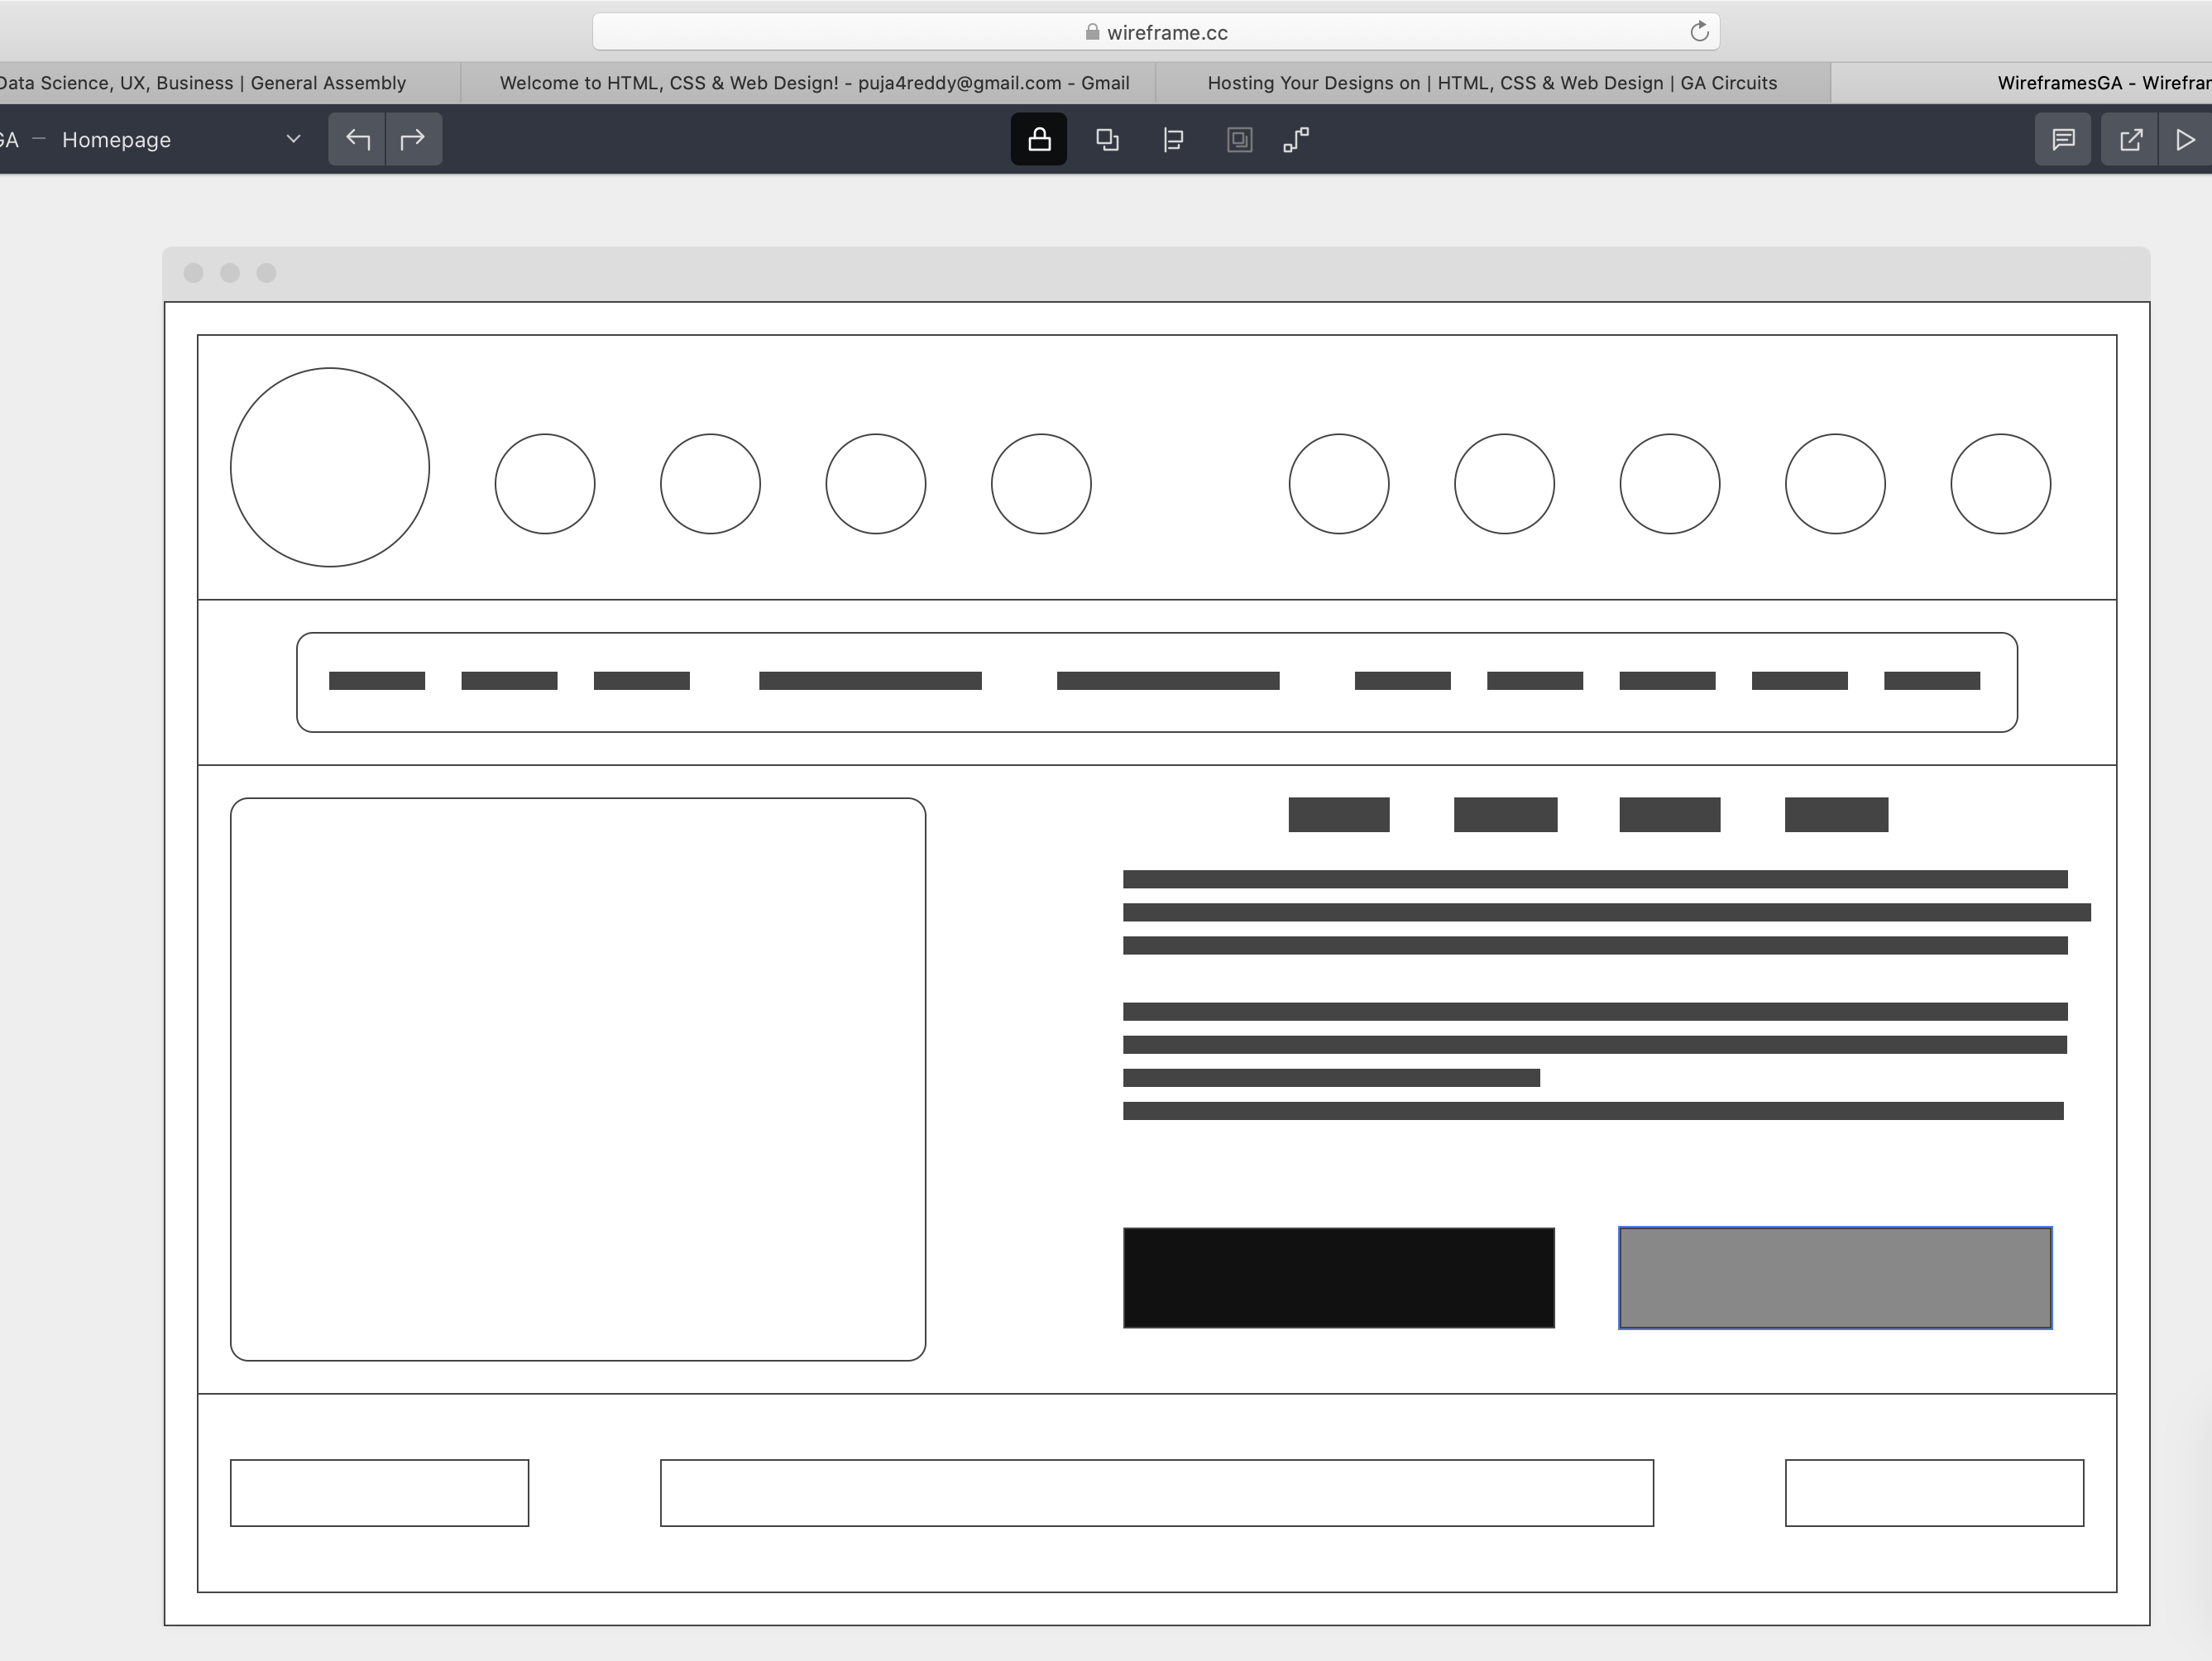 wireframe.cc
Data Science, UX, Business | General Assembly
Welcome to HTML, CSS & Web Design! - puja4reddy@gmail.com - Gmail
Hosting Your Designs on | HTML, CSS & Web Design | GA Circuits
WireframesGA - Wirefra
GA — Homepage